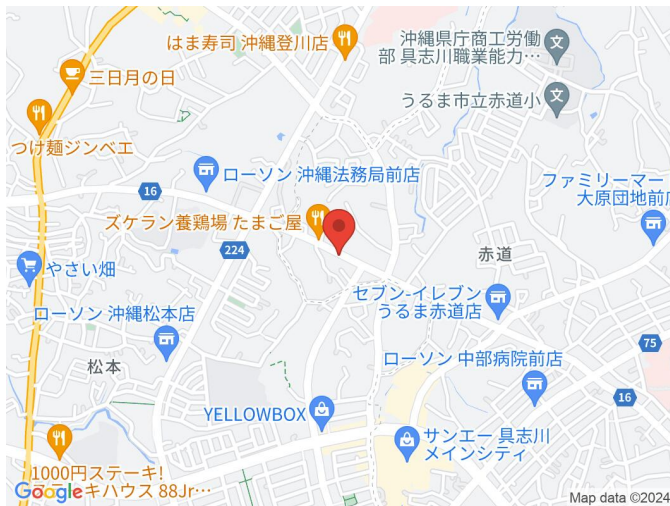 はま寿司 沖縄登川店
沖縄県庁商工労働
部 具志川職業能力…
三日月の日
うるま市立赤道小
つけ麺ジンベエ
ローソン 沖縄法務局前店
16
ファミリーマー
大原団地前店
ズケラン養鶏場 たまご屋
224
赤道
やさい畑
セブン-イレブン
うるま赤道店
ローソン 沖縄松本店
75
松本
ローソン 中部病院前店
16
YELLOWBOX
サンエー 具志川
メインシティ
1000円ステーキ!
ステーキハウス 88Jr…
Google
Map data ©2024